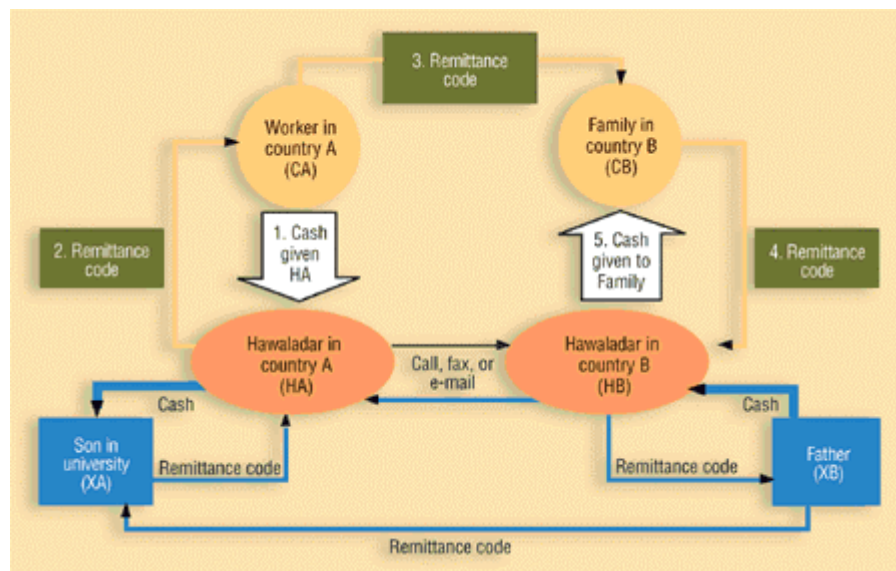 3. Remittance
code
Worker in
country A
(CA)
Family in
country B
(CB)
2. Remittance
code
1. Cash
given
HA
5. Cash
given to
Family
4. Remittance
code
Hawaladar in
country A
(HA)
Call, fax, or
e-mail
Hawaladar in
country B
(HB)
Cash
Cash
Son in
university
(XA)
Remittance code
Remittance code
Father
(XB)
Remittance code